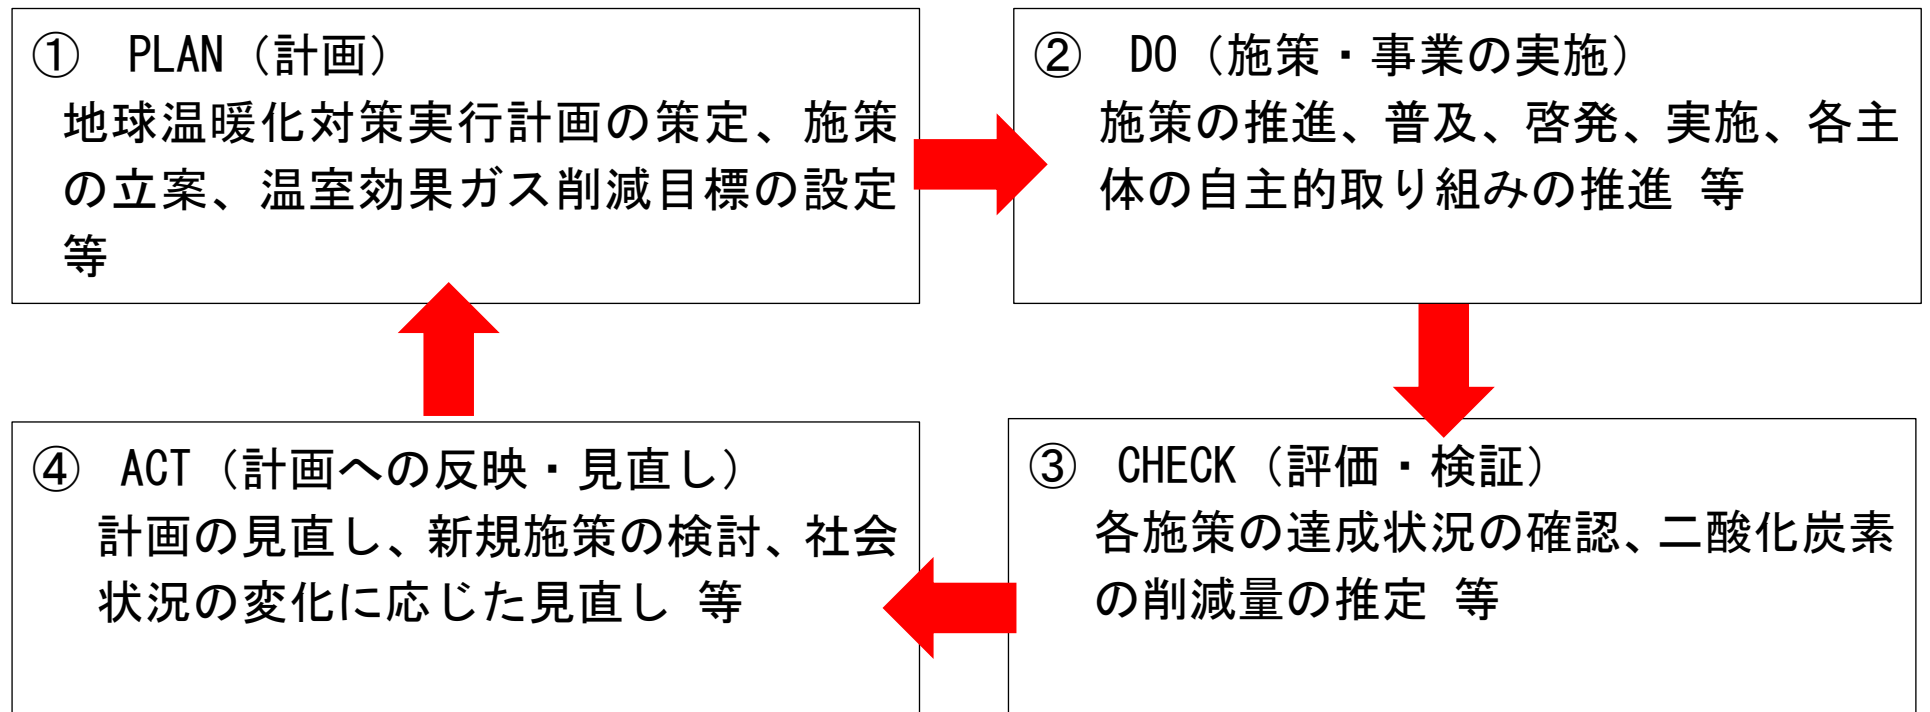 ① PLAN（計画）
地球温暖化対策実行計画の策定、施策
の立案、温室効果ガス削減目標の設定
等
② DO（施策・事業の実施）
施策の推進、普及、啓発、実施、各主
体の自主的取り組みの推進 等
③ CHECK（評価・検証）
各施策の達成状況の確認、二酸化炭素
の削減量の推定 等
④ ACT（計画への反映・見直し）
計画の見直し、新規施策の検討、社会
状況の変化に応じた見直し 等